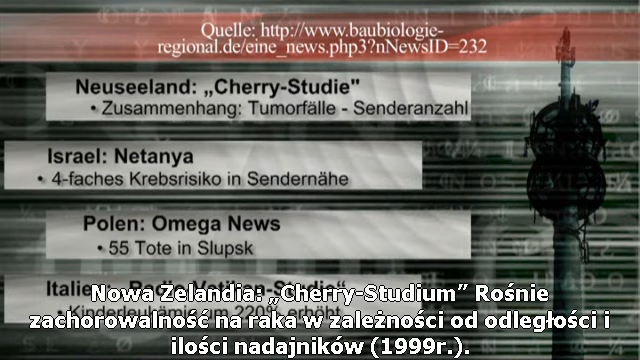 Quelle: http://www.baubiologie-
regional.de/eine_news.php3?nNewsID=232
Neuseeland: „Cherry-Studie"
• Zusammenhang: Tumorfälle - Senderanzahl
Israel: Netanya
• 4-faches Krebsrisiko in Sendernähe
Polen: Omega News
• 55 Tote in Slupsk
Italien
Nowa Zelandia: „Cherry-Studium” Rośnie
zachorowalność na raka w zależności od odległości i
ilości nadajników (1999r.).